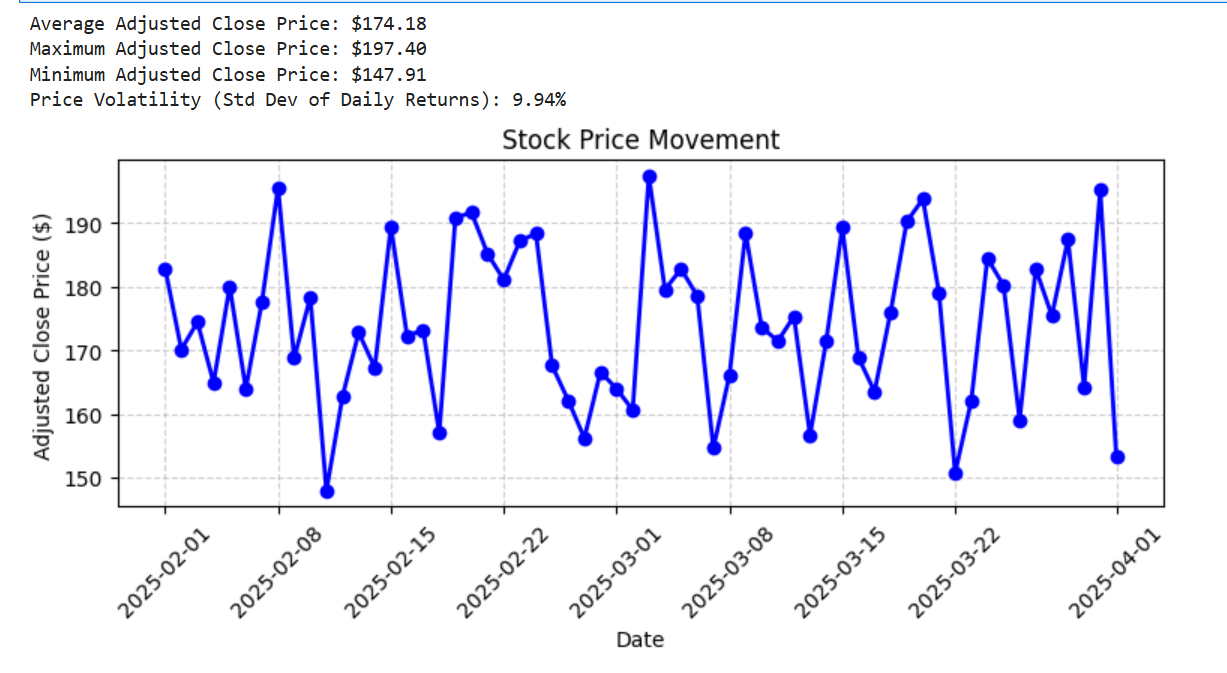 Average Adjusted Close Price: $174.18
Maximum Adjusted Close Price: $197.40
Minimum Adjusted Close Price: $147.91
Price Volatility (Std Dev of Daily Returns): 9.94%
Stock Price Movement
Adjusted Close Price ($)
190
180
170
160
150
2025-02-01
2025-02-08
2025-02-15
2025-02-22
2025-03-01
2025-03-08
2025-03-15
2025-03-22
2025-04-01
Date